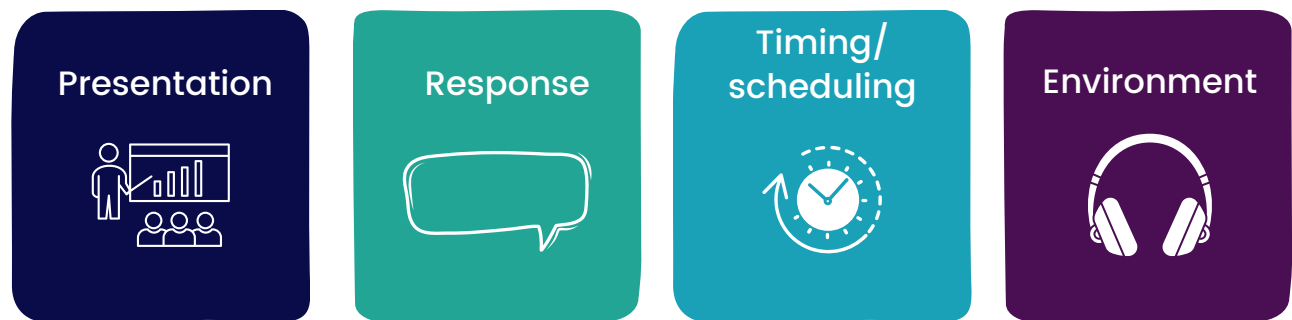 Presentation
Response
Timing/
scheduling
Environment